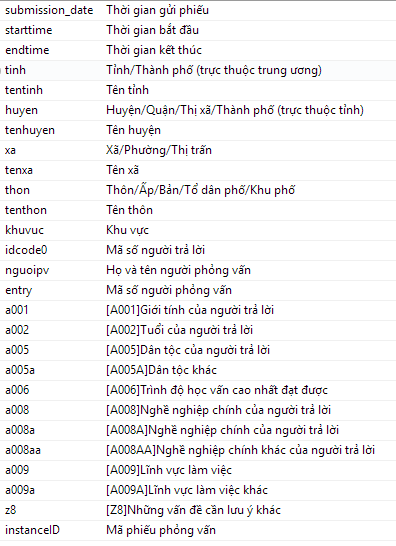 submission_date Thời gian gửi phiếu
starttime Thời gian bắt đầu
endtime Thời gian kết thúc
tinh Tỉnh/Thành phố (trực thuộc trung ương)
tentinh Tên tỉnh
huyen Huyện/Quận/Thị xã/Thành phố (trực thuộc tỉnh)
tenhuyen Tên huyện
xa Xã/Phường/Thị trấn
tenxa Tên xã
thon Thôn/Ấp/Bản/Tổ dân phố/Khu phố
tenthon Tên thôn
khuvuc Khu vực
idcode0 Mã số người trả lời
nguoipv Họ và tên người phỏng vấn
entry Mã số người phỏng vấn
a001 [A001]Giới tính của người trả lời
a002 [A002]Tuổi của người trả lời
a005 [A005]Dân tộc của người trả lời
a005a [A005A]Dân tộc khác
a006 [A006]Trình độ học vấn cao nhất đạt được
a008 [A008]Nghề nghiệp chính của người trả lời
a008a [A008A]Nghề nghiệp chính của người trả lời
a008aa [A008AA]Nghề nghiệp chính khác của người trả lời
a009 [A009]Lĩnh vực làm việc
a009a [A009A]Lĩnh vực làm việc khác
z8 [Z8]Những vấn đề cần lưu ý khác
instanceID Mã phiếu phỏng vấn